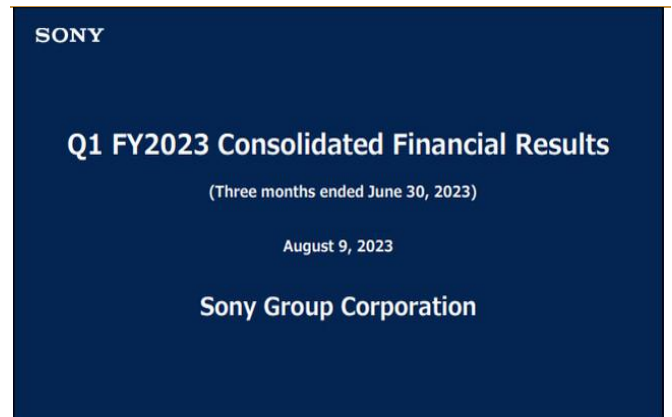 SONY
Q1 FY2023 Consolidated Financial Results
(Three months ended June 30, 2023)
August 9, 2023
Sony Group Corporation